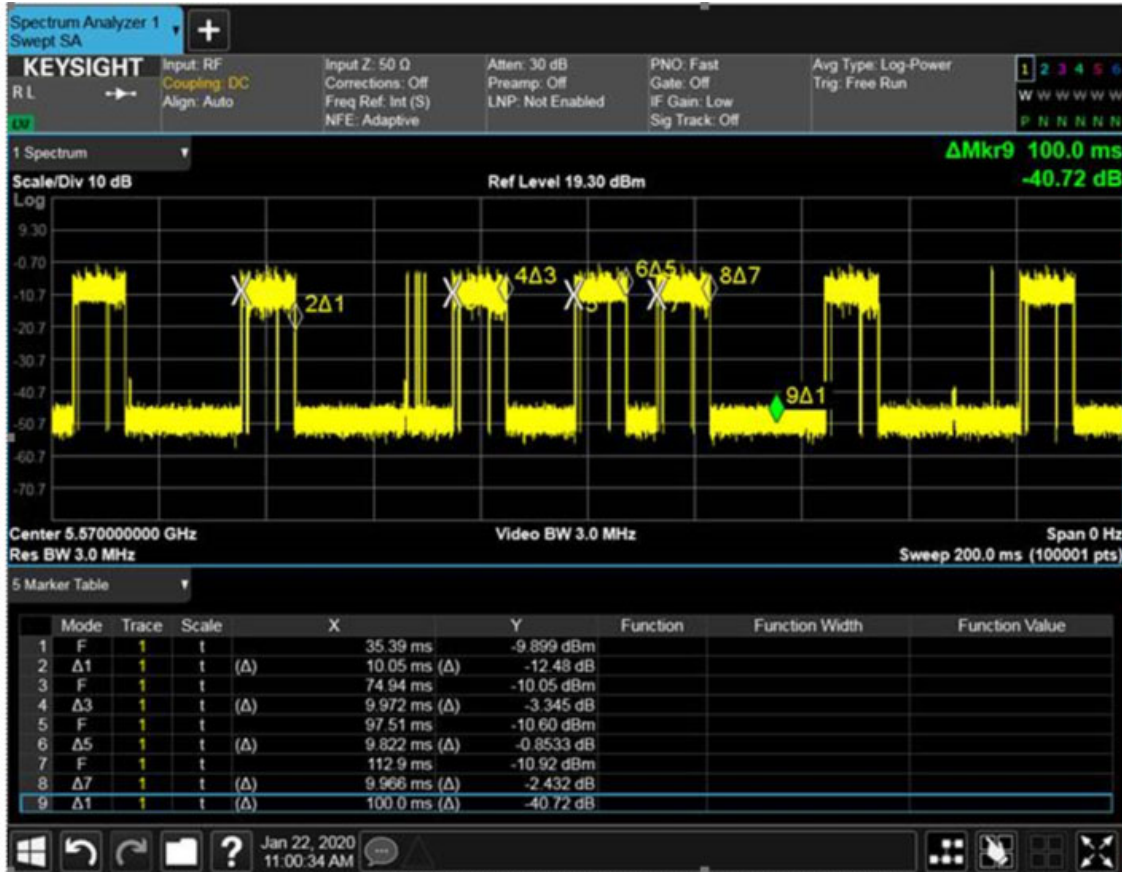 Spectrum Analyzer 1
Swept SA
KEYSIGHT
R L
LV
Input: RF
Coupling: DC
Align: Auto
Input Z: 50 Ω
Corrections: Off
Freq Ref: Int (S)
NFE: Adaptive
Atten: 30 dB
Preamp: Off
LNP: Not Enabled
PNO: Fast
Gate: Off
IF Gain: Low
Sig Track: Off
Avg Type: Log-Power
Trig: Free Run
1 2 3 4 5 6
W W W W W W
P N N N N N
1 Spectrum
ΔMkr9 100.0 ms
-40.72 dB
Scale/Div 10 dB
Ref Level 19.30 dBm
Log
9.30
-0.70
-10.7
-20.7
-30.7
-40.7
-50.7
-60.7
-70.7
2Δ1
4Δ3
6Δ5
8Δ7
9Δ1
Center 5.570000000 GHz
Video BW 3.0 MHz
Span 0 Hz
Res BW 3.0 MHz
Sweep 200.0 ms (100001 pts)
5 Marker Table
Mode Trace Scale X Y Function Function Width Function Value
1 F 1 t 35.39 ms -9.899 dBm
2 Δ1 1 t (Δ) 10.05 ms (Δ) -12.48 dB
3 F 1 t 74.94 ms -10.05 dBm
4 Δ3 1 t (Δ) 9.972 ms (Δ) -3.345 dB
5 F 1 t 97.51 ms -10.60 dBm
6 Δ5 1 t (Δ) 9.822 ms (Δ) -0.8533 dB
7 F 1 t 112.9 ms -10.92 dBm
8 Δ7 1 t (Δ) 9.966 ms (Δ) -2.432 dB
9 Δ1 1 t (Δ) 100.0 ms (Δ) -40.72 dB
?
Jan 22, 2020
11:00:34 AM